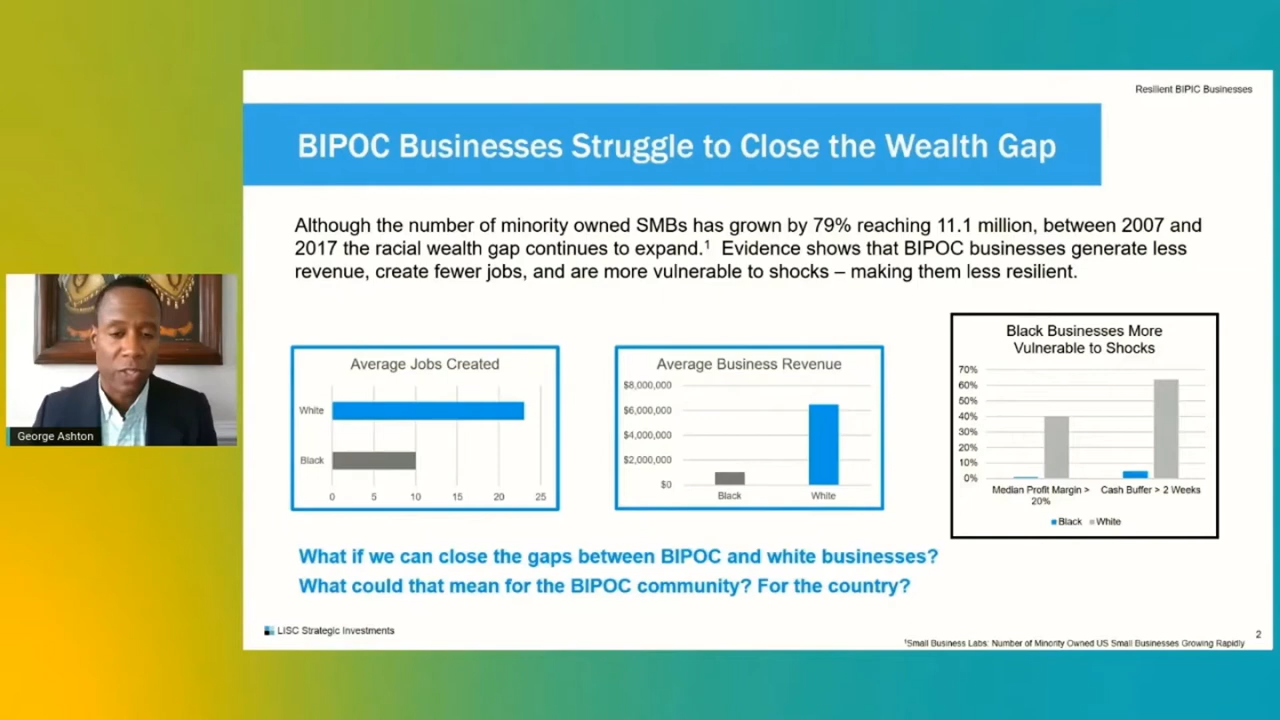 Resilient BIPIC Businesses
BIPOC Businesses Struggle to Close the Wealth Gap
Although the number of minority owned SMBs has grown by 79% reaching 11.1 million, between 2007 and
2017 the racial wealth gap continues to expand.¹ Evidence shows that BIPOC businesses generate less
revenue, create fewer jobs, and are more vulnerable to shocks – making them less resilient.
George Ashton
Average Jobs Created
White
Black
0 5 10 15 20 25
Average Business Revenue
$8,000,000
$6,000,000
$4,000,000
$2,000,000
$0
Black White
Black Businesses More
Vulnerable to Shocks
70%
60%
50%
40%
30%
20%
10%
0%
Median Profit Margin >
20%
Cash Buffer > 2 Weeks
Black White
What if we can close the gaps between BIPOC and white businesses?
What could that mean for the BIPOC community? For the country?
LISC Strategic Investments
2
¹Small Business Labs: Number of Minority Owned US Small Businesses Growing Rapidly